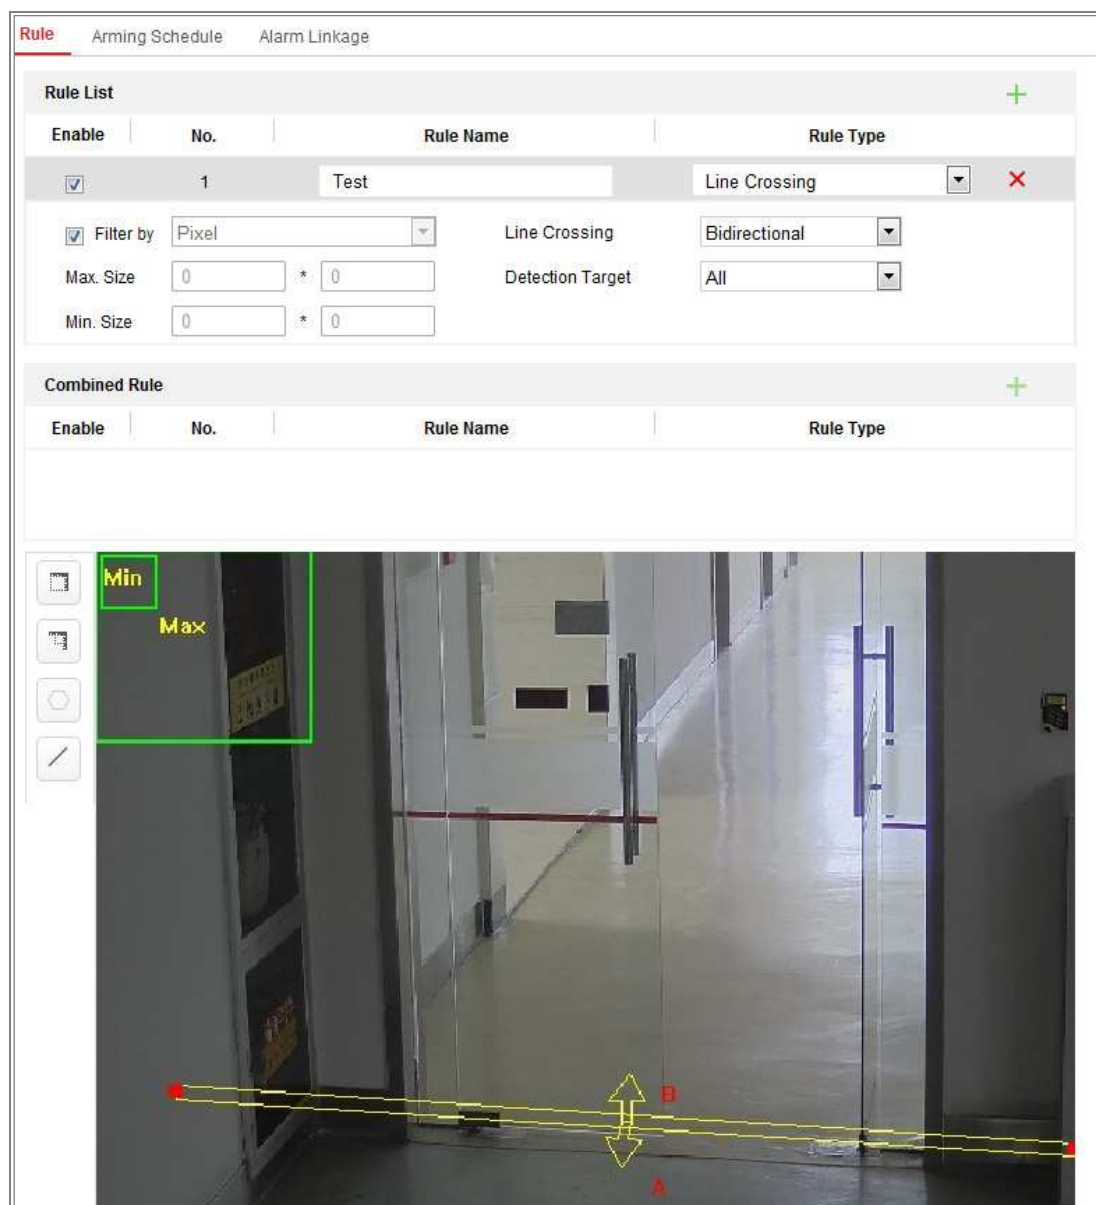 Rule Arming Schedule Alarm Linkage
Rule List
Enable No. Rule Name Rule Type
1 Test Line Crossing
Filter by Pixel Line Crossing Bidirectional
Max. Size 0 * 0 Detection Target All
Min. Size 0 * 0
Combined Rule
Enable No. Rule Name Rule Type
Min
Max
B
A